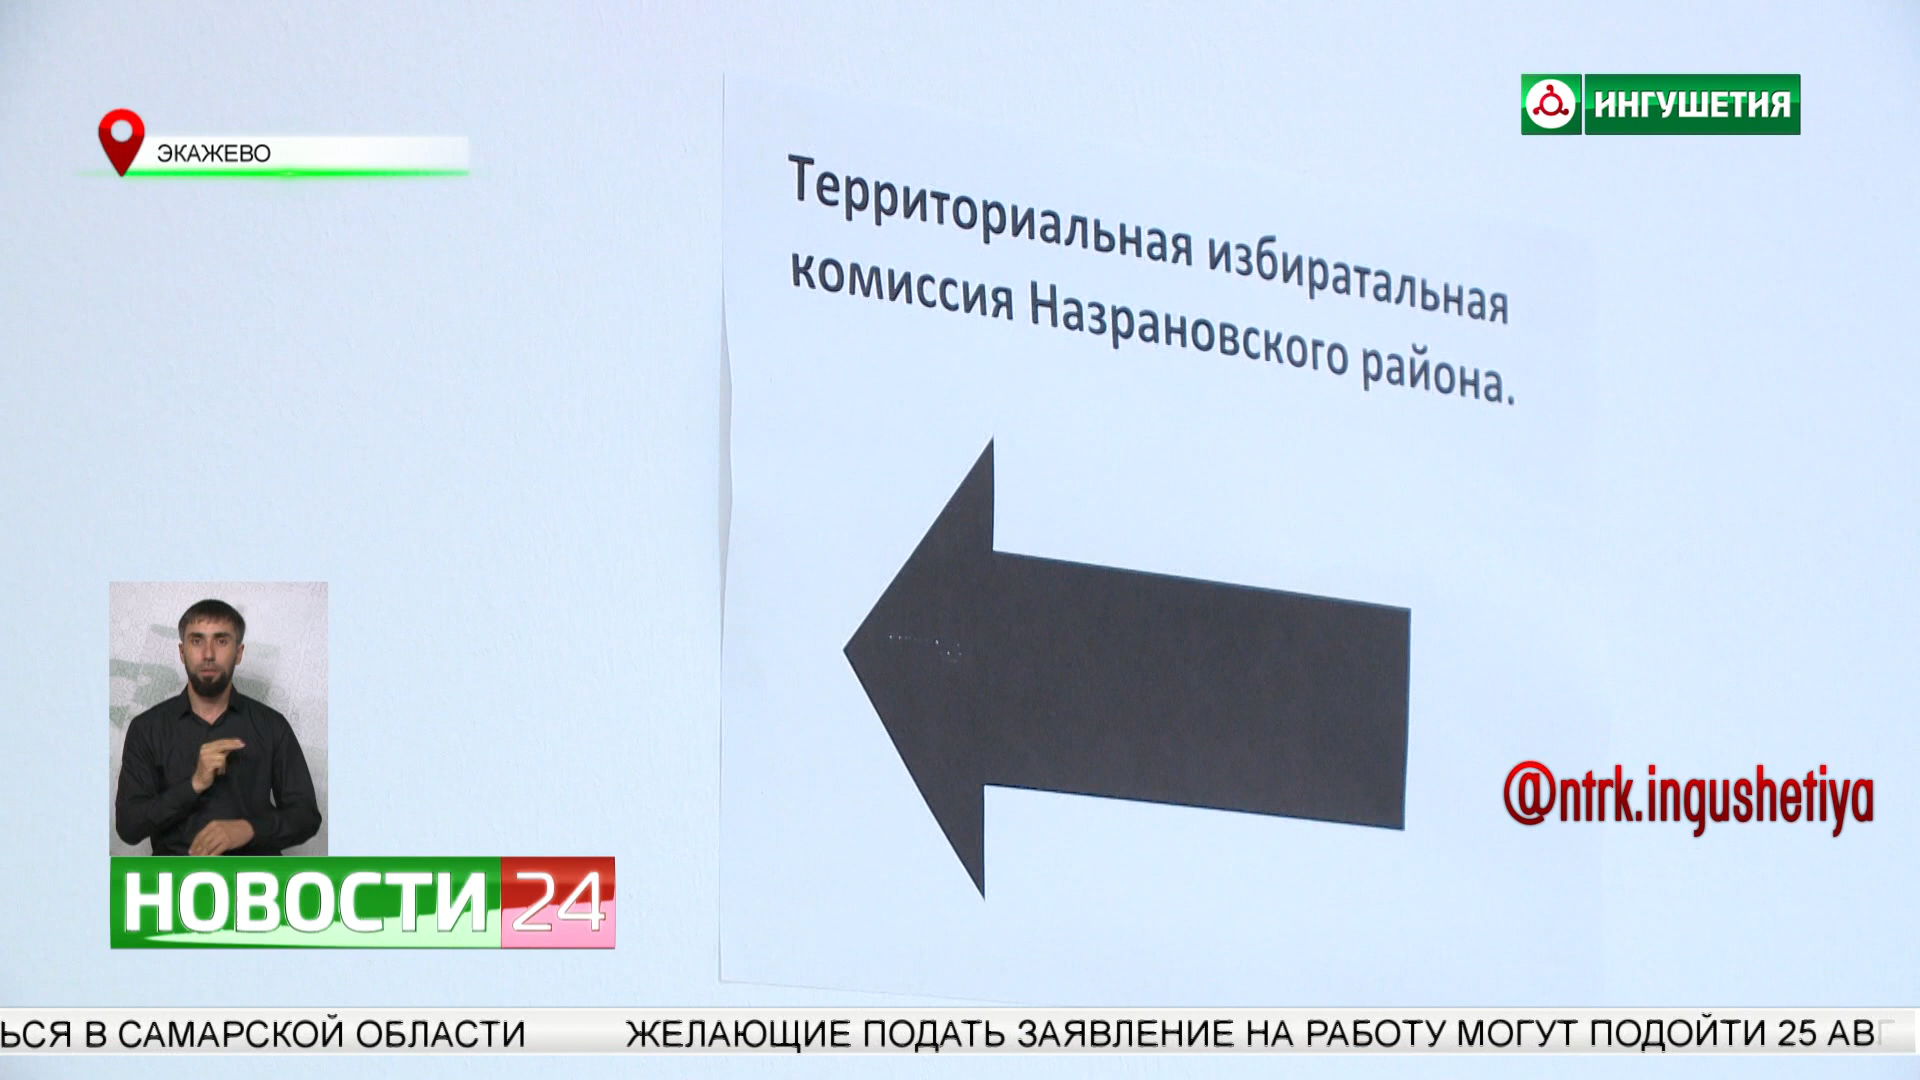 ИНГУШЕТИЯ
ЭКАЖЕВО
Территориальная избиратальная
комиссия Назрановского района.
@ntrk.ingushetiya
НОВОСТИ 24
ЬСЯ В САМАРСКОЙ ОБЛАСТИ ЖЕЛАЮЩИЕ ПОДАТЬ ЗАЯВЛЕНИЕ НА РАБОТУ МОГУТ ПОДОЙТИ 25 АВГ